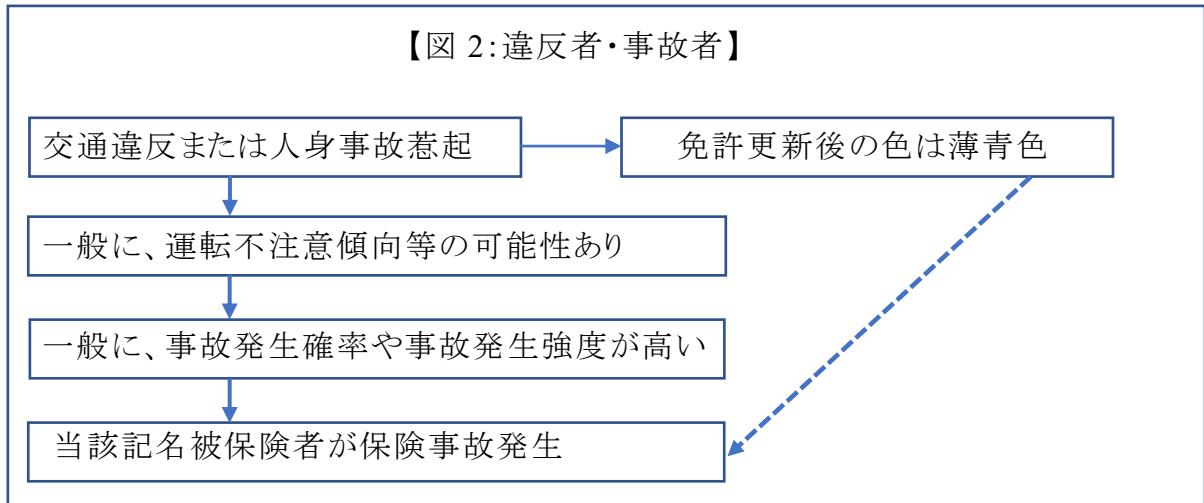 【図 2:違反者・事故者】
交通違反または人身事故惹起
免許更新後の色は薄青色
一般に、運転不注意傾向等の可能性あり
一般に、事故発生確率や事故発生強度が高い
当該記名被保険者が保険事故発生